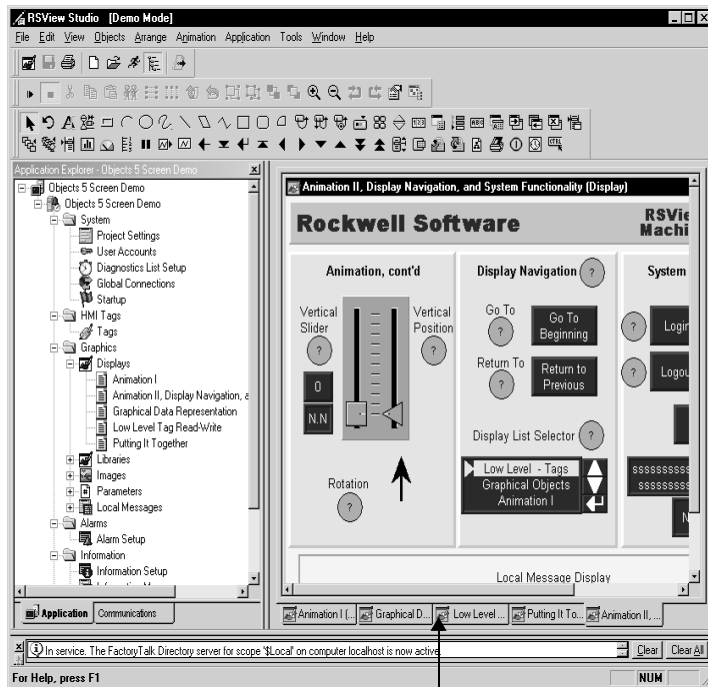 RSView Studio [Demo Mode]
File Edit View Objects Arrange Animation Application Tools Window Help
Application Explorer - Objects 5 Screen Demo
Objects 5 Screen Demo
Objects 5 Screen Demo
System
Project Settings
User Accounts
Diagnostics List Setup
Global Connections
Startup
HMI Tags
Tags
Graphics
Displays
Animation I
Animation II, Display Navigation, a
Graphical Data Representation
Low Level Tag Read-Write
Putting It Together
Libraries
Images
Parameters
Local Messages
Alarms
Alarm Setup
Information
Information Setup
Application Communications
Animation II, Display Navigation, and System Functionality (Display)
Rockwell Software
RSVie
Machi
Animation, cont'd
Vertical
Slider
?
Vertical
Position
?
0
N.N
Rotation
?
Display Navigation ?
Go To
?
Go To
Beginning
Return To
?
Return to
Previous
Display List Selector ?
Low Level - Tags
Graphical Objects
Animation I
System
? Login
? Logou
ssssssssss
ssssssssss
N
Local Message Display
Animation I (... Graphical D... Low Level ... Putting It To... Animation II, ...
In service. The FactoryTalk Directory server for scope '$Local' on computer localhost is now active.
Clear Clear All
For Help, press F1
NUM